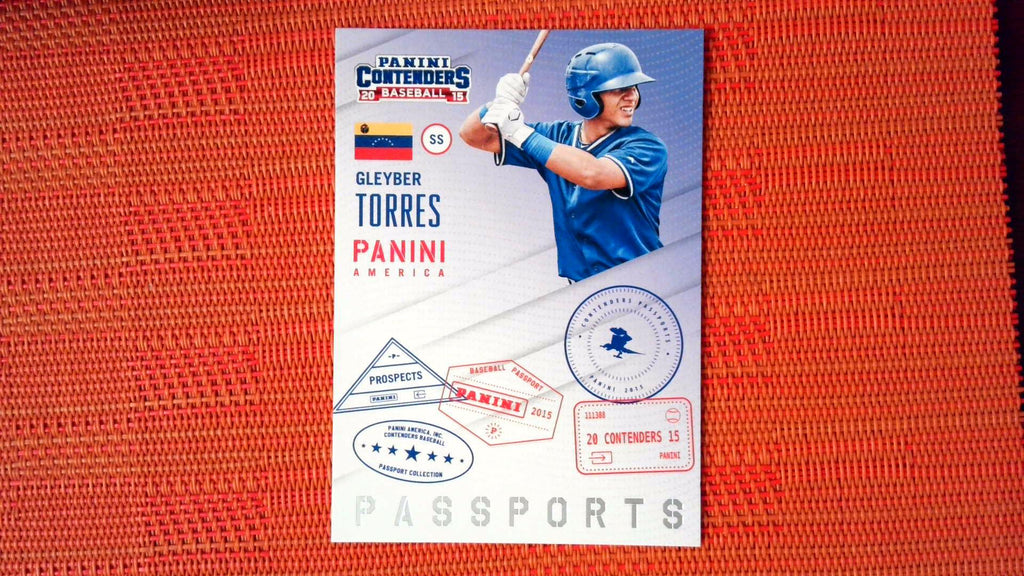 PANINI
CONTENDERS
20 BASEBALL 15
SS
GLEYBER
TORRES
PANINI
AMERICA
CONTENDERS PASSPORTS
PANINI 2015
-P-
PROSPECTS
PANINI
BASEBALL PASSPORT
PANINI
2015
P
111388
20 CONTENDERS 15
PANINI
PANINI AMERICA, INC.
CONTENDERS BASEBALL
PASSPORT COLLECTION
PASSPORTS